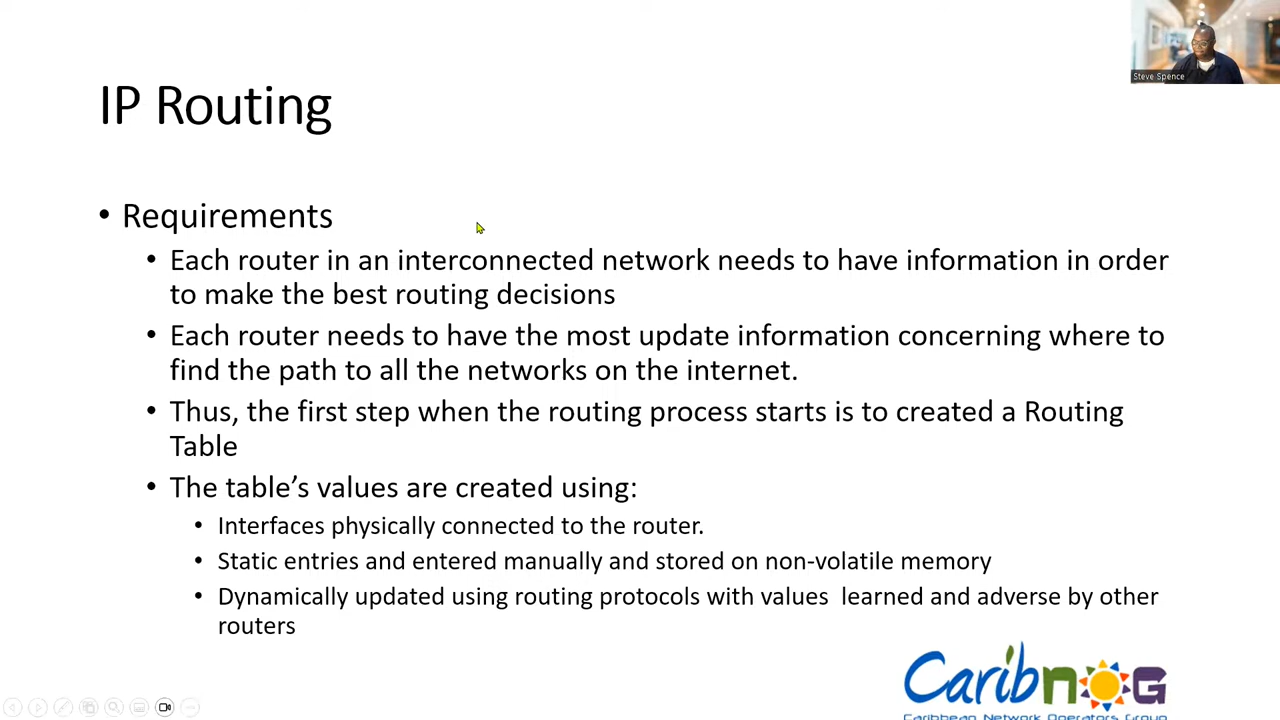 Steve Spence
IP Routing
• Requirements
• Each router in an interconnected network needs to have information in order
to make the best routing decisions
• Each router needs to have the most update information concerning where to
find the path to all the networks on the internet.
• Thus, the first step when the routing process starts is to created a Routing
Table
• The table’s values are created using:
• Interfaces physically connected to the router.
• Static entries and entered manually and stored on non-volatile memory
• Dynamically updated using routing protocols with values learned and adverse by other
routers
CaribnOG
Caribbean Network Operators Group